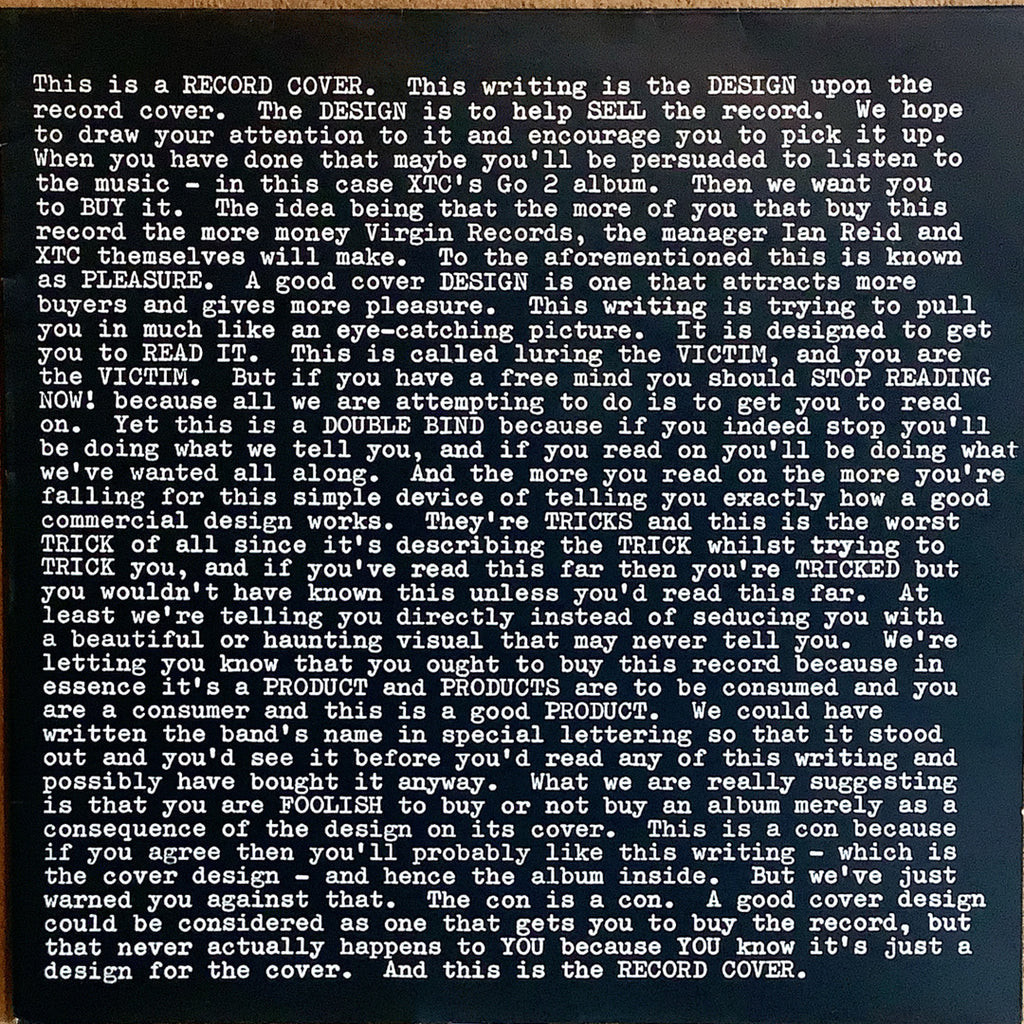 This is a RECORD COVER.  This writing is the DESIGN upon the
record cover.  The DESIGN is to help SELL the record.  We hope
to draw your attention to it and encourage you to pick it up.
When you have done that maybe you'll be persuaded to listen to
the music - in this case XTC's Go 2 album.  Then we want you
to BUY it.  The idea being that the more of you that buy this
record the more money Virgin Records, the manager Ian Reid and
XTC themselves will make.  To the aforementioned this is known
as PLEASURE.  A good cover DESIGN is one that attracts more
buyers and gives more pleasure.  This writing is trying to pull
you in much like an eye-catching picture.  It is designed to get
you to READ IT.  This is called luring the VICTIM, and you are
the VICTIM.  But if you have a free mind you should STOP READING
NOW! because all we are attempting to do is to get you to read
on.  Yet this is a DOUBLE BIND because if you indeed stop you'll
be doing what we tell you, and if you read on you'll be doing what
we've wanted all along.  And the more you read on the more you're
falling for this simple device of telling you exactly how a good
commercial design works.  They're TRICKS and this is the worst
TRICK of all since it's describing the TRICK whilst trying to
TRICK you, and if you've read this far then you're TRICKED but
you wouldn't have known this unless you'd read this far.  At
least we're telling you directly instead of seducing you with
a beautiful or haunting visual that may never tell you.  We're
letting you know that you ought to buy this record because in
essence it's a PRODUCT and PRODUCTS are to be consumed and you
are a consumer and this is a good PRODUCT.  We could have
written the band's name in special lettering so that it stood
out and you'd see it before you'd read any of this writing and
possibly have bought it anyway.  What we are really suggesting
is that you are FOOLISH to buy or not buy an album merely as a
consequence of the design on its cover.  This is a con because
if you agree then you'll probably like this writing - which is
the cover design - and hence the album inside.  But we've just
warned you against that.  The con is a con.  A good cover design
could be considered as one that gets you to buy the record, but
that never actually happens to YOU because YOU know it's just a
design for the cover.  And this is the RECORD COVER.